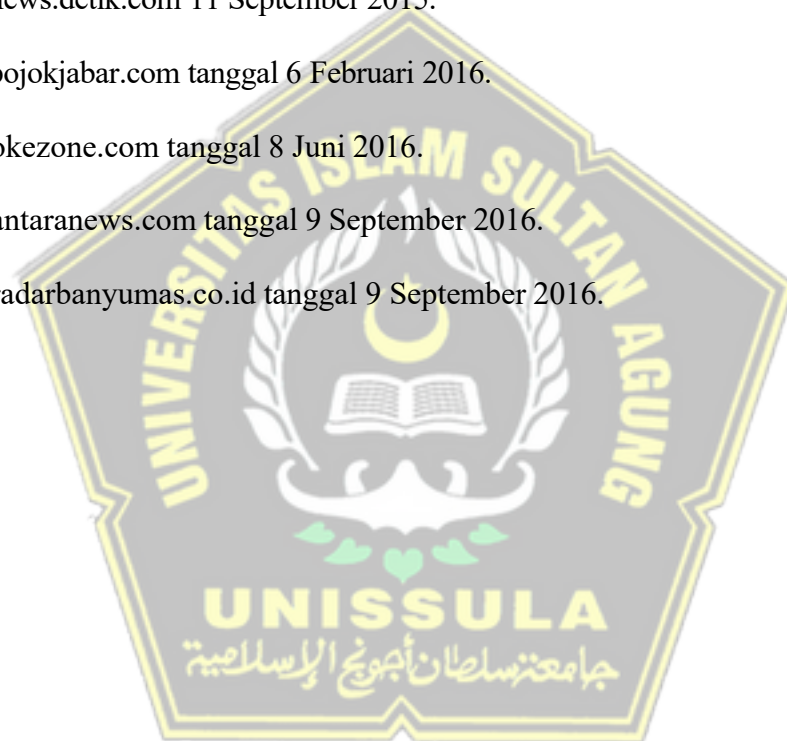 news.detik.com 11 September 2015.
pojokjabar.com tanggal 6 Februari 2016.
okezone.com tanggal 8 Juni 2016.
antaranews.com tanggal 9 September 2016.
radarbanyumas.co.id tanggal 9 September 2016.
UNIVERSITAS ISLAM SULTAN AGUNG
UNISSULA
جامعة سلطان أجونج الإسلامية